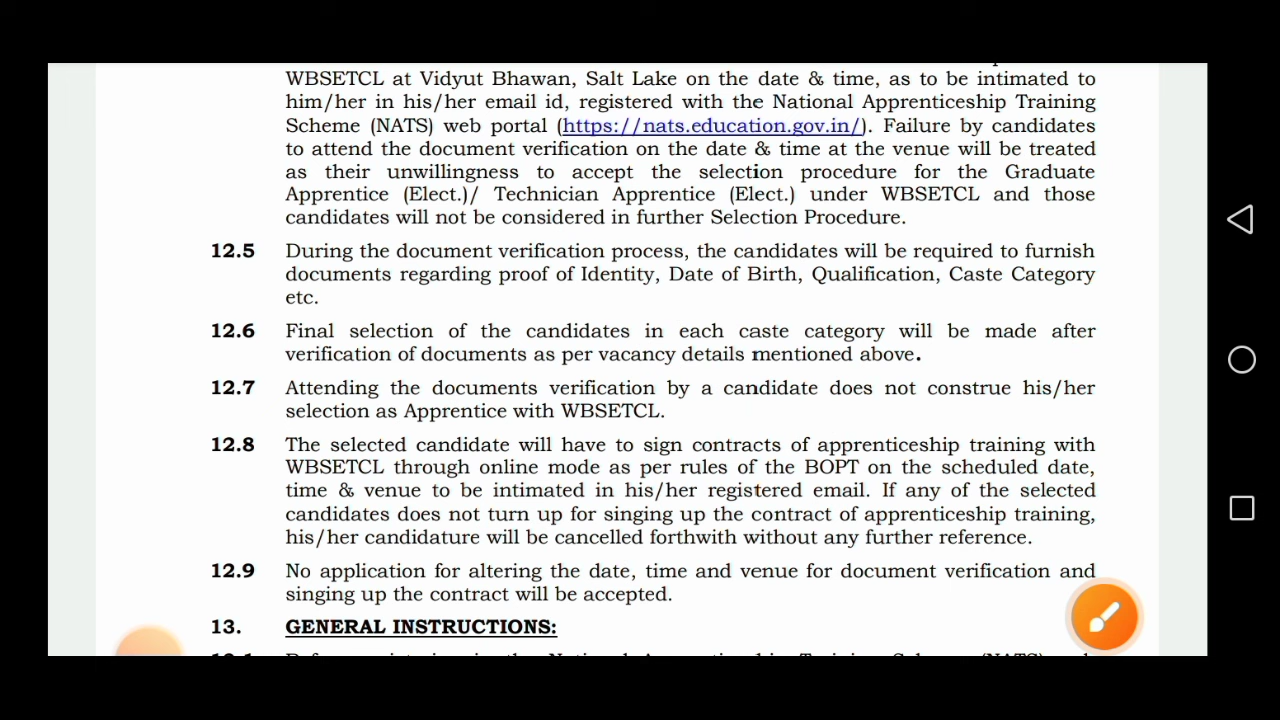 WBSETCL at Vidyut Bhawan, Salt Lake on the date & time, as to be intimated to
him/her in his/her email id, registered with the National Apprenticeship Training
Scheme (NATS) web portal (https://nats.education.gov.in/). Failure by candidates
to attend the document verification on the date & time at the venue will be treated
as their unwillingness to accept the selection procedure for the Graduate
Apprentice (Elect.)/ Technician Apprentice (Elect.) under WBSETCL and those
candidates will not be considered in further Selection Procedure.
12.5 During the document verification process, the candidates will be required to furnish
documents regarding proof of Identity, Date of Birth, Qualification, Caste Category
etc.
12.6 Final selection of the candidates in each caste category will be made after
verification of documents as per vacancy details mentioned above.
12.7 Attending the documents verification by a candidate does not construe his/her
selection as Apprentice with WBSETCL.
12.8 The selected candidate will have to sign contracts of apprenticeship training with
WBSETCL through online mode as per rules of the BOPT on the scheduled date,
time & venue to be intimated in his/her registered email. If any of the selected
candidates does not turn up for singing up the contract of apprenticeship training,
his/her candidature will be cancelled forthwith without any further reference.
12.9 No application for altering the date, time and venue for document verification and
singing up the contract will be accepted.
13. GENERAL INSTRUCTIONS: